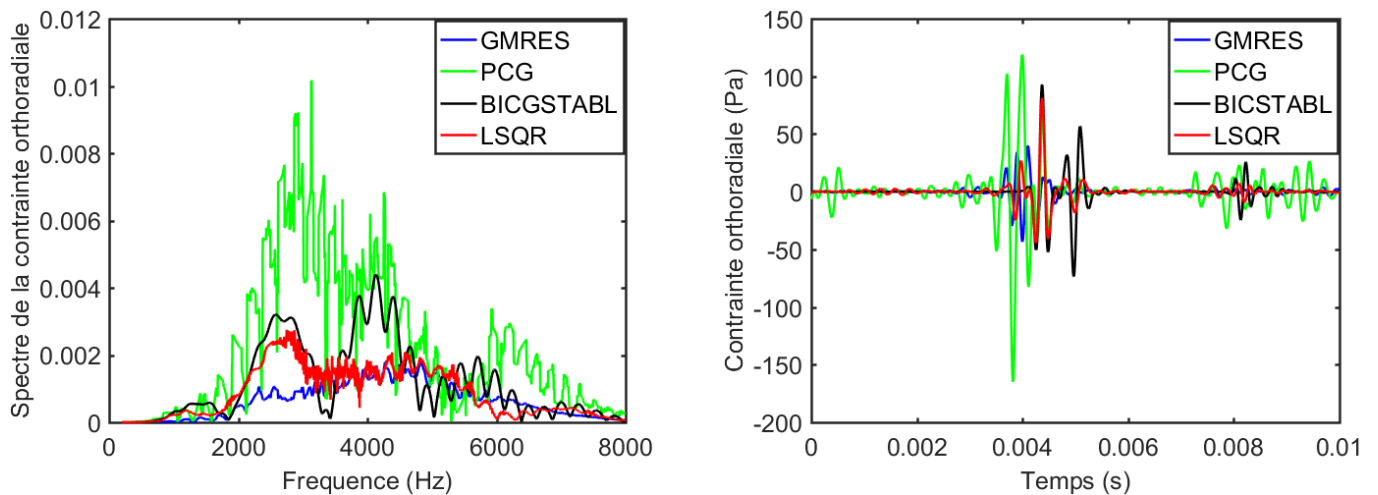 0.012
0.01
0.008
0.006
0.004
0.002
0
Spectre de la contrainte orthoradiale
0
2000
4000
6000
8000
Frequence (Hz)
GMRES
PCG
BICGSTABL
LSQR
150
100
50
0
-50
-100
-150
-200
Contrainte orthoradiale (Pa)
0
0.002
0.004
0.006
0.008
0.01
Temps (s)
GMRES
PCG
BICSTABL
LSQR